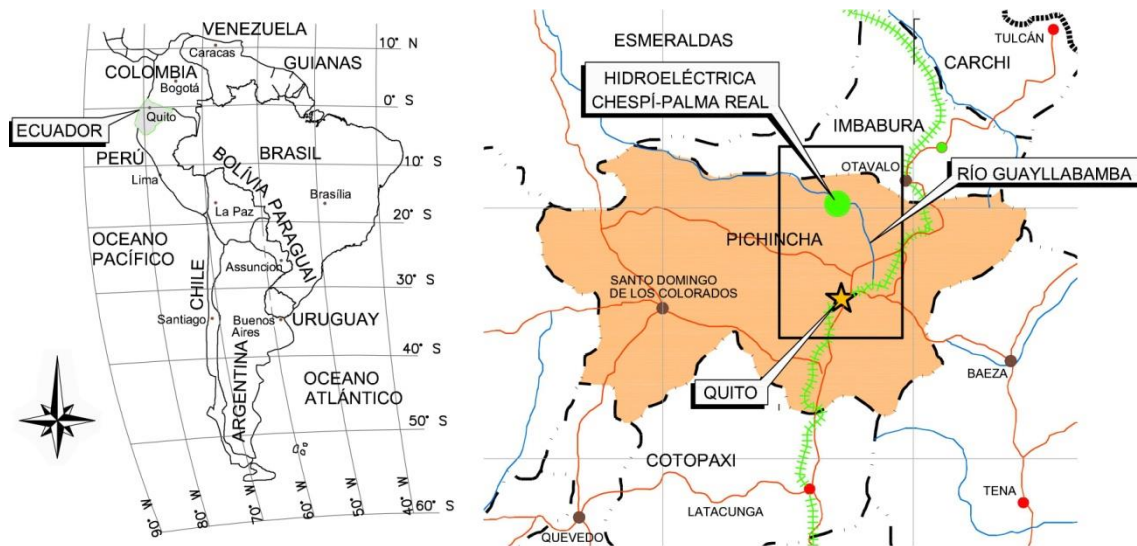 VENEZUELA
Caracas
10° N
COLOMBIA
GUIANAS
Bogotá
0° S
Quito
ECUADOR
PERÚ
BRASIL
10° S
Lima
BOLÍVIA
Brasília
La Paz
20° S
PARAGUAI
OCEANO
PACÍFICO
Assuncion
30° S
CHILE
Santiago
Buenos
Aires
URUGUAY
40° S
ARGENTINA
OCEANO
ATLÁNTICO
50° S
60° S
90° W
80° W
70° W
60° W
50° W
40° W
ESMERALDAS
TULCÁN
CARCHI
HIDROELÉCTRICA
CHESPÍ-PALMA REAL
IMBABURA
OTAVALO
RÍO GUAYLLABAMBA
PICHINCHA
SANTO DOMINGO
DE LOS COLORADOS
BAEZA
QUITO
COTOPAXI
TENA
LATACUNGA
QUEVEDO